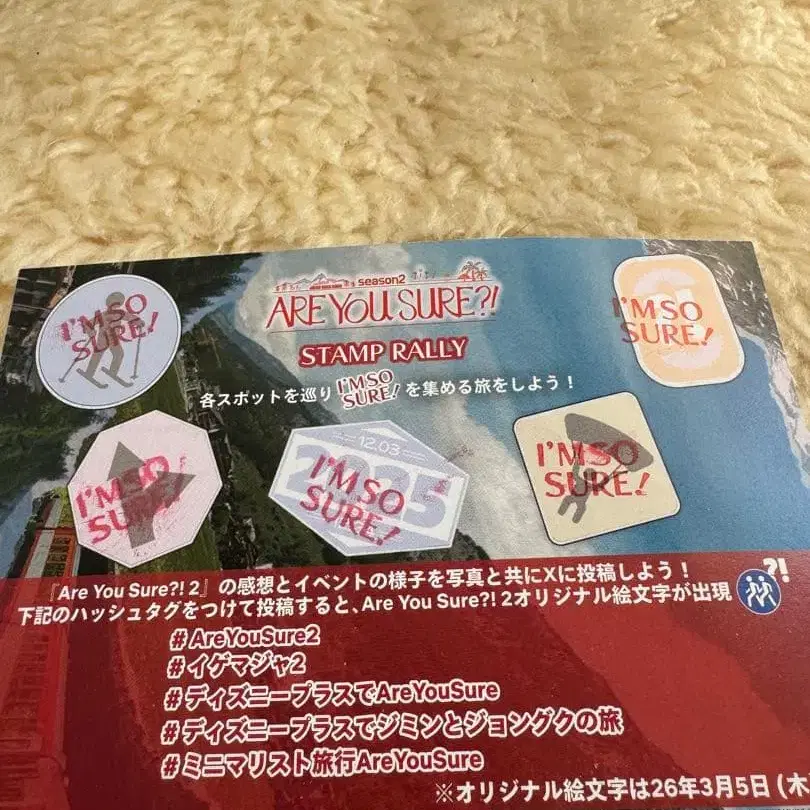 season2
ARE YOU SURE?!
STAMP RALLY
各スポットを巡り I'M SO SURE! を集める旅をしよう！
I'M SO
SURE!
I'M SO
SURE!
I'M SO
SURE!
12.03
2025
I'M SO
SURE!
I'M SO
SURE!
『Are You Sure?! 2』の感想とイベントの様子を写真と共にXに投稿しよう！
下記のハッシュタグをつけて投稿すると、Are You Sure?! 2オリジナル絵文字が出現
?!
#AreYouSure2
#イゲマジャ2
#ディズニープラスでAreYouSure
#ディズニープラスでジミンとジョングクの旅
#ミニマリスト旅行AreYouSure
※オリジナル絵文字は26年3月5日（木